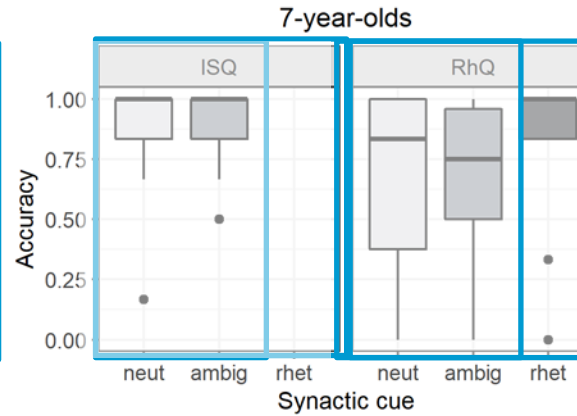 7-year-olds
ISQ RhQ
1.00
0.75
0.50
0.25
0.00
Accuracy
neut ambig rhet neut ambig rhet
Synactic cue